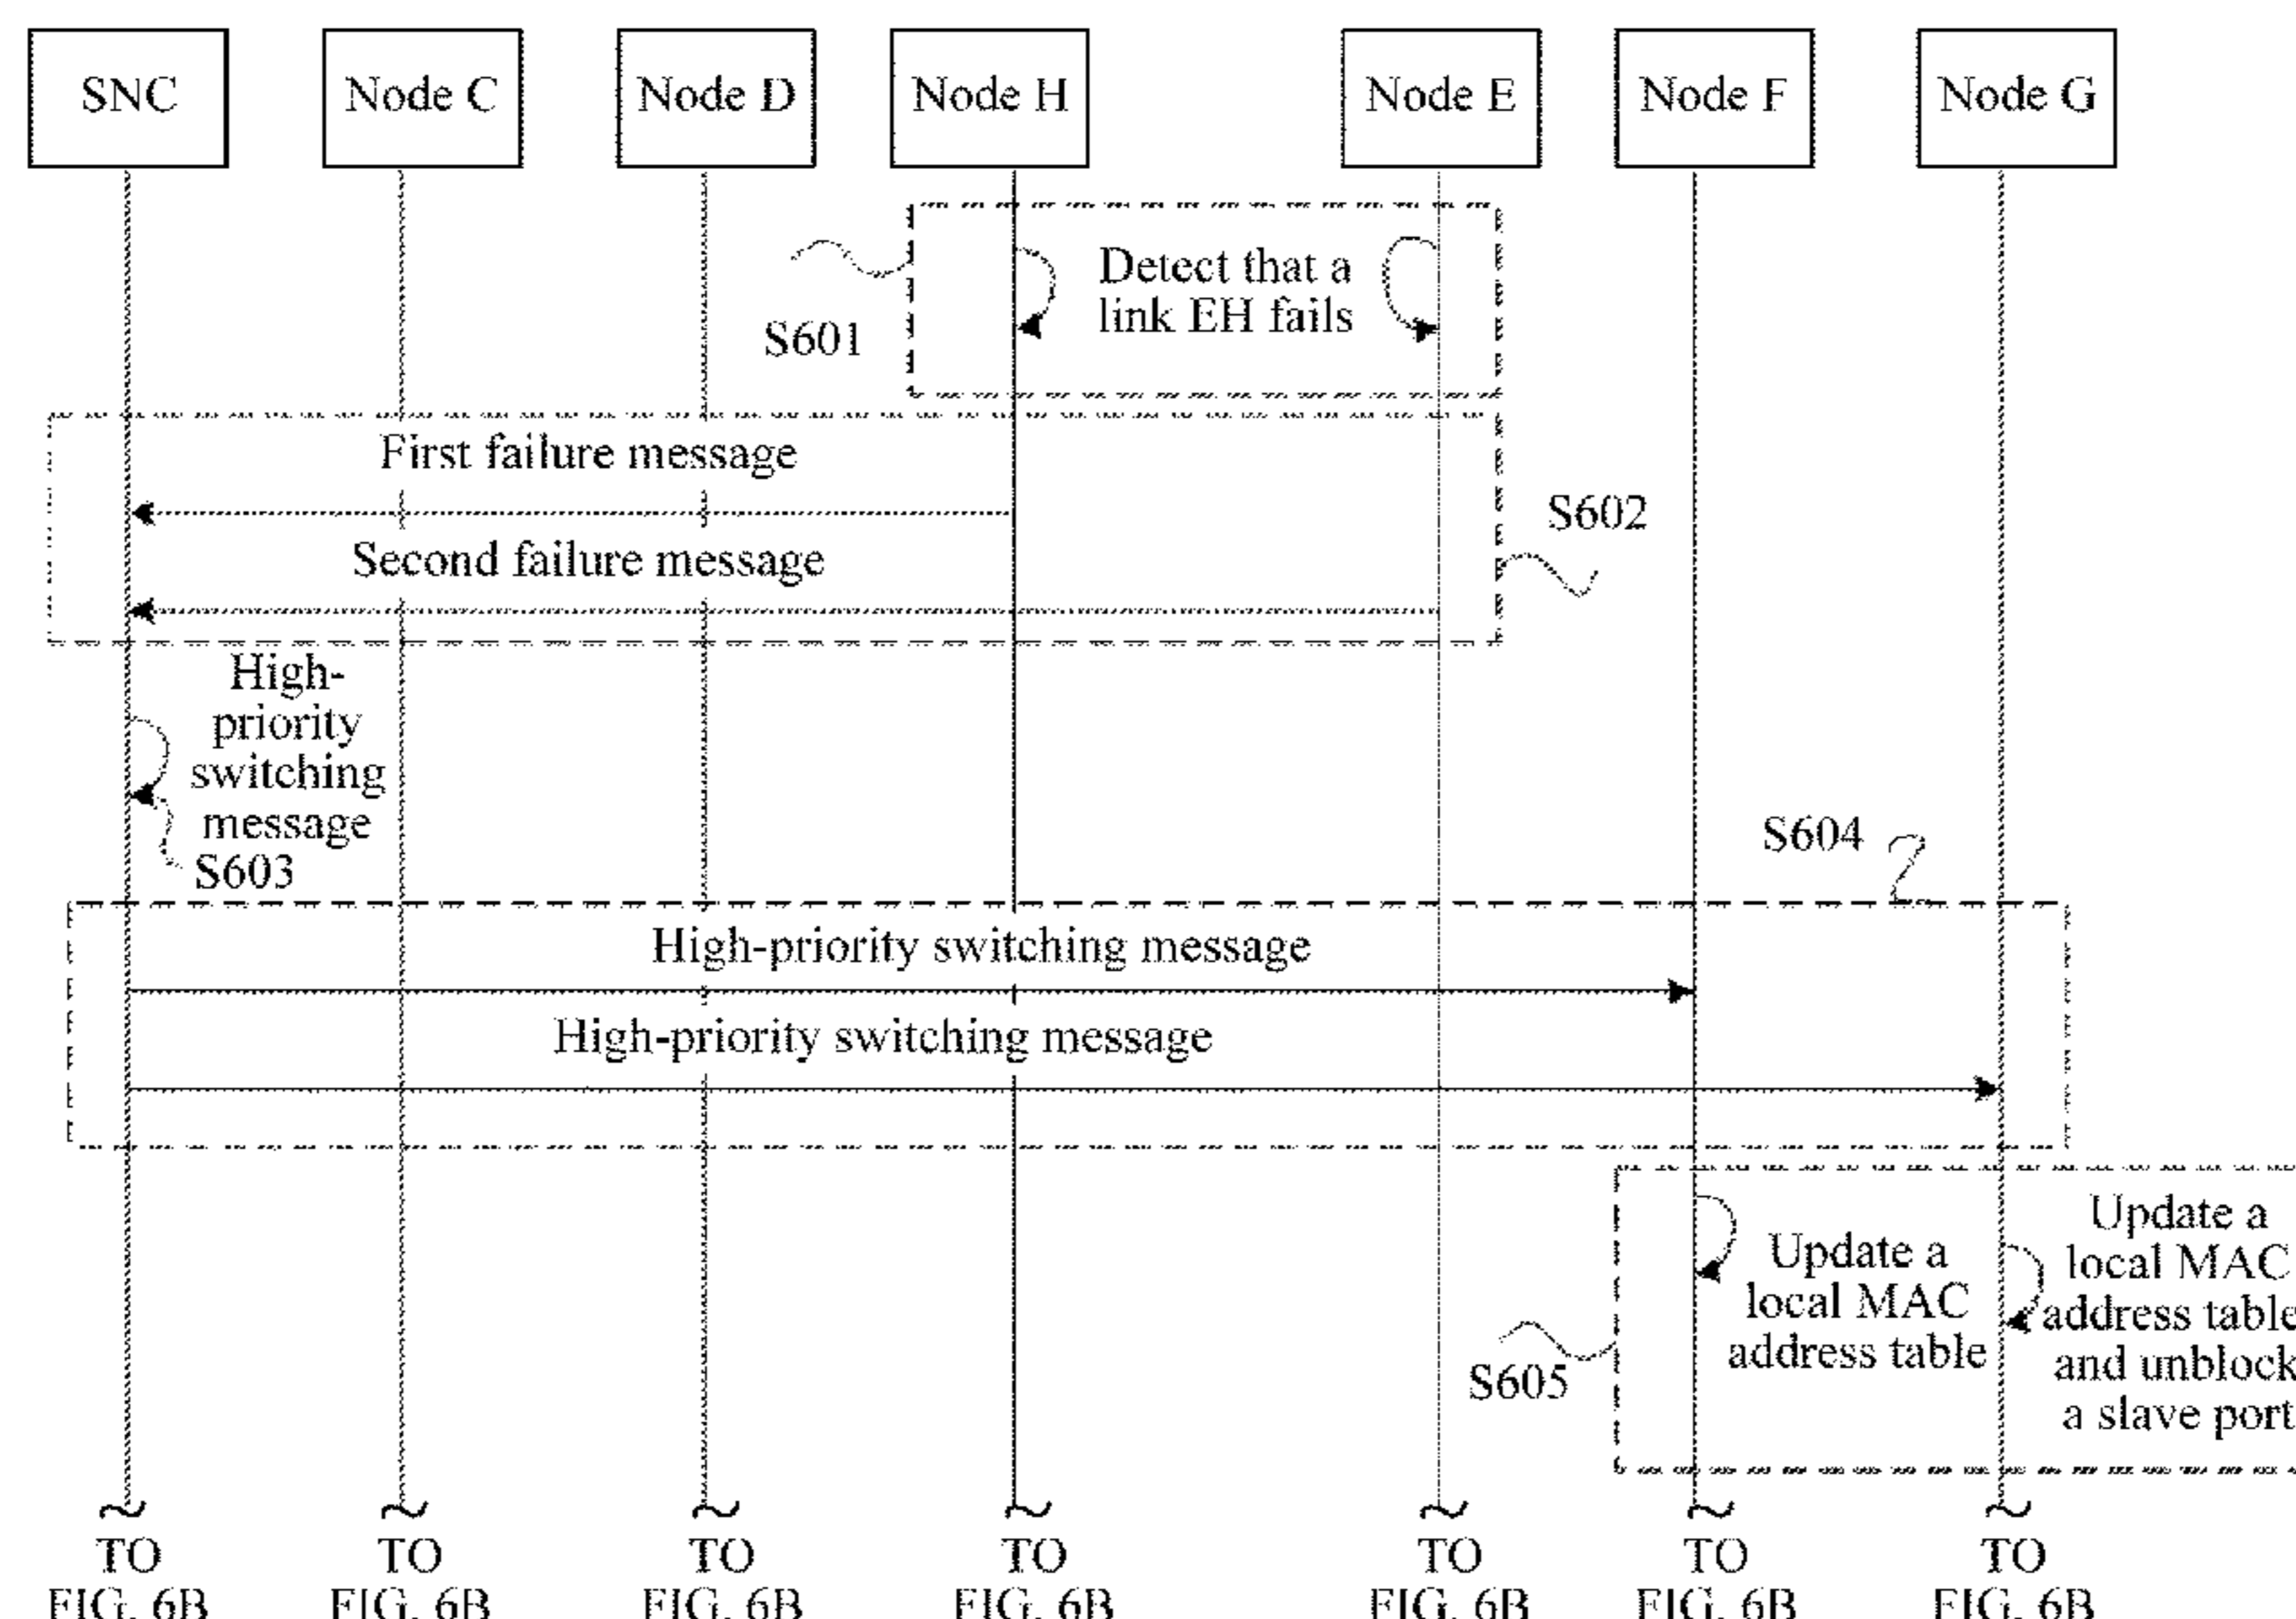 SNC
Node C
Node D
Node H
Node E
Node F
Node G
Detect that a
link EH fails
S601
First failure message
S602
Second failure message
High-
priority
switching
message
S603
S604
High-priority switching message
High-priority switching message
Update a
local MAC
address table
Update a
local MAC
address table
and unblock
a slave port
S605
TO
FIG. 6B
TO
FIG. 6B
TO
FIG. 6B
TO
FIG. 6B
TO
FIG. 6B
TO
FIG. 6B
TO
FIG. 6B